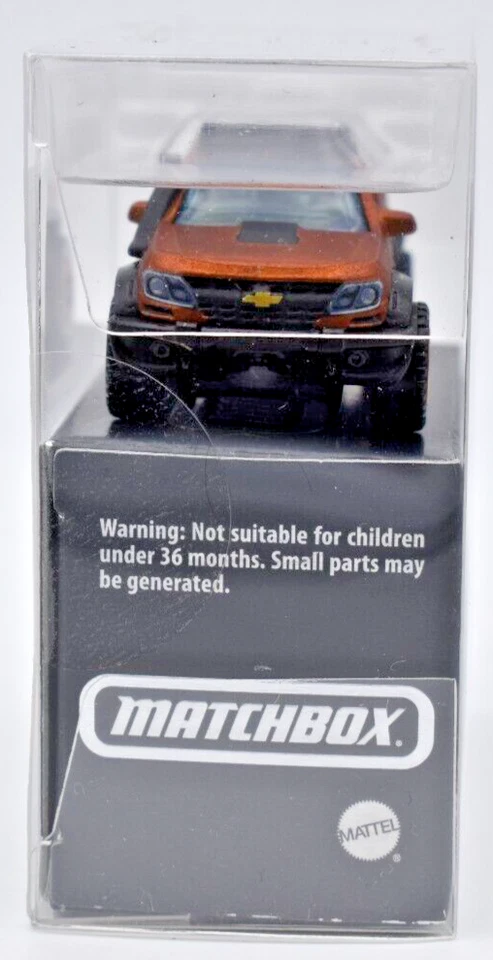 Warning: Not suitable for children
under 36 months. Small parts may
be generated.
MATCHBOX®
MATTEL
®